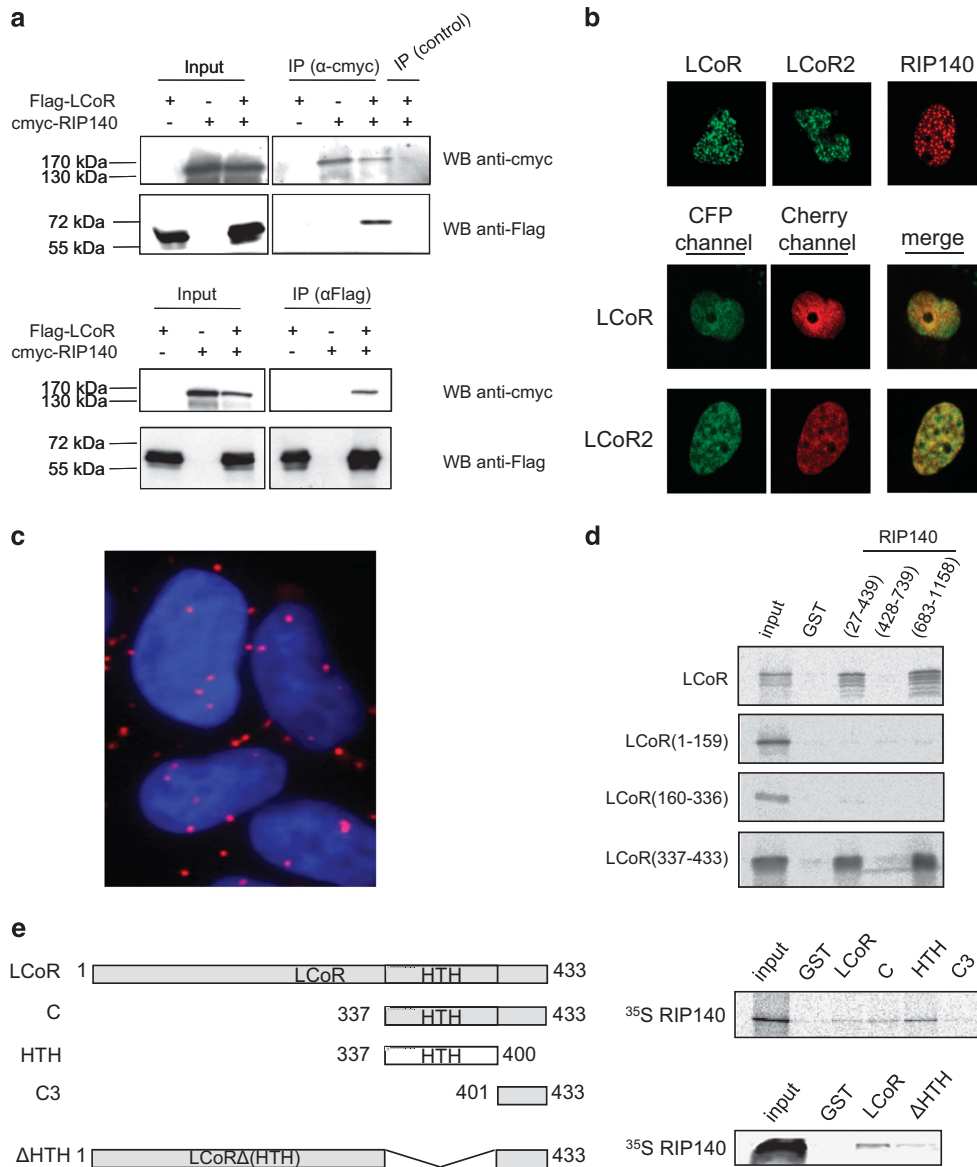 a
Input IP (α-cmyc) IP (control)
Flag-LCoR + - + + - + +
cmyc-RIP140 - + + - + + +
170 kDa
130 kDa
WB anti-cmyc
72 kDa
55 kDa
WB anti-Flag
Input IP (αFlag)
Flag-LCoR + - + + - +
cmyc-RIP140 - + + - + +
170 kDa
130 kDa
WB anti-cmyc
72 kDa
55 kDa
WB anti-Flag
b
LCoR LCoR2 RIP140
CFP channel Cherry channel merge
LCoR
LCoR2
c
d
RIP140
input GST (27-439) (428-739) (683-1158)
LCoR
LCoR(1-159)
LCoR(160-336)
LCoR(337-433)
e
LCoR 1 LCoR HTH 433
C 337 HTH 433
HTH 337 HTH 400
C3 401 433
ΔHTH 1 LCoRΔ(HTH) 433
input GST LCoR C HTH C3
³⁵S RIP140
input GST LCoR ΔHTH
³⁵S RIP140